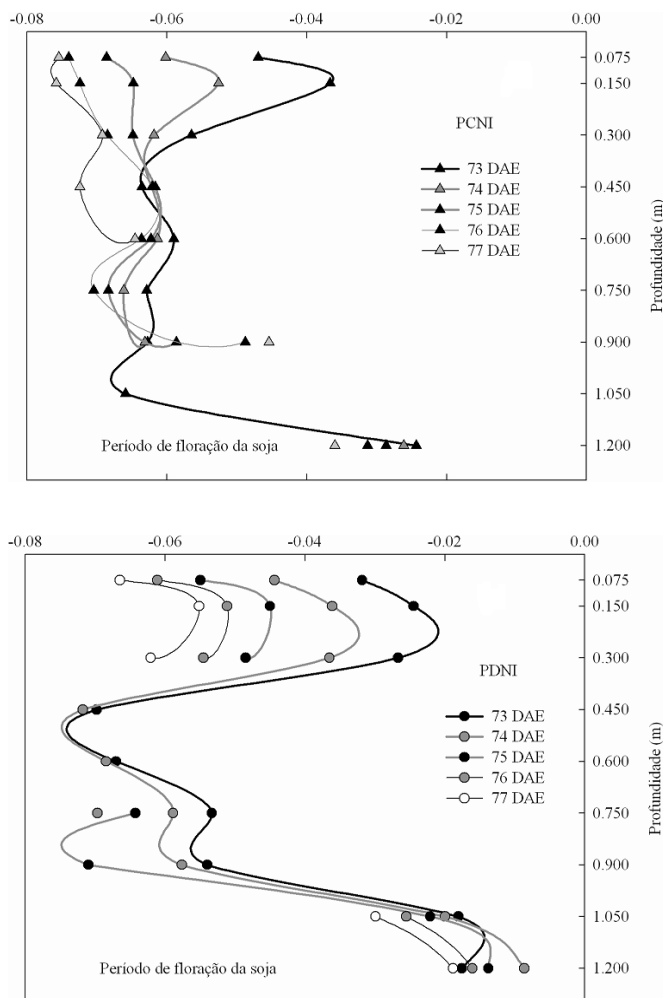 -0.08 -0.06 -0.04 -0.02 0.00
0.075
0.150
0.300
PCNI
73 DAE
74 DAE
75 DAE
76 DAE
77 DAE
0.450
0.600
0.750
0.900
1.050
1.200
Profundidade (m)
Período de floração da soja
-0.08 -0.06 -0.04 -0.02 0.00
0.075
0.150
0.300
PDNI
73 DAE
74 DAE
75 DAE
76 DAE
77 DAE
0.450
0.600
0.750
0.900
1.050
1.200
Profundidade (m)
Período de floração da soja